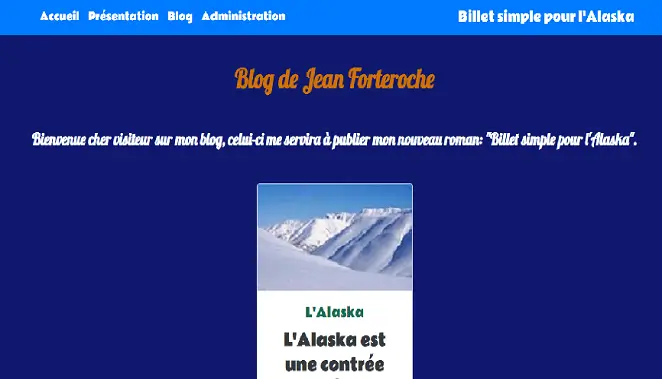 Accueil Présentation Blog Administration Billet simple pour l'Alaska
Blog de Jean Forteroche
Bienvenue cher visiteur sur mon blog, celui-ci me servira à publier mon nouveau roman: "Billet simple pour l'Alaska".
L'Alaska
L'Alaska est
une contrée